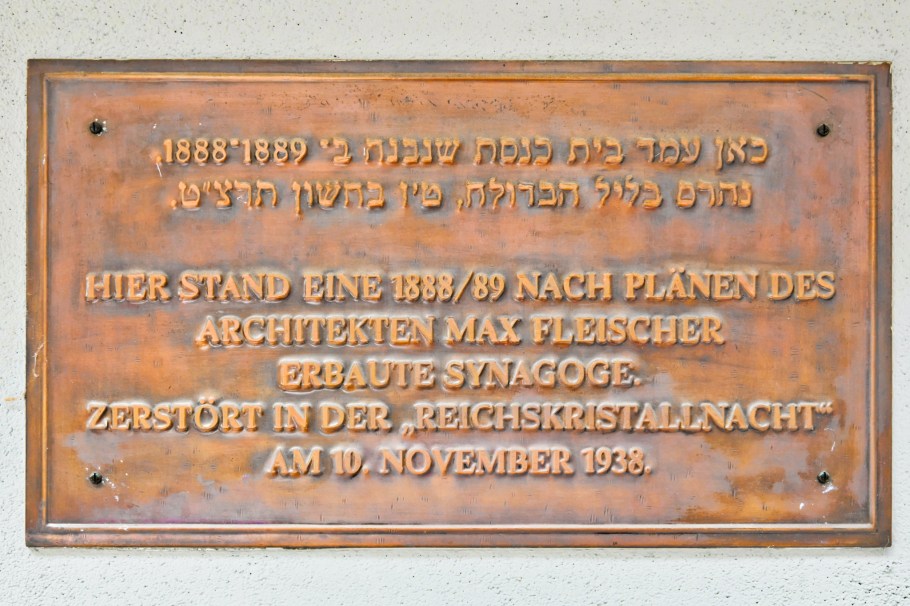 כאן עמד בית כנסת שנבנה ב־ 1888־1889.
נהרס בליל הבדולח, ט״ו בחשון תרצ״ט.
HIER STAND EINE 1888/89 NACH PLÄNEN DES
ARCHITEKTEN MAX FLEISCHER
ERBAUTE SYNAGOGE.
ZERSTÖRT IN DER „REICHSKRISTALLNACHT“
AM 10. NOVEMBER 1938.